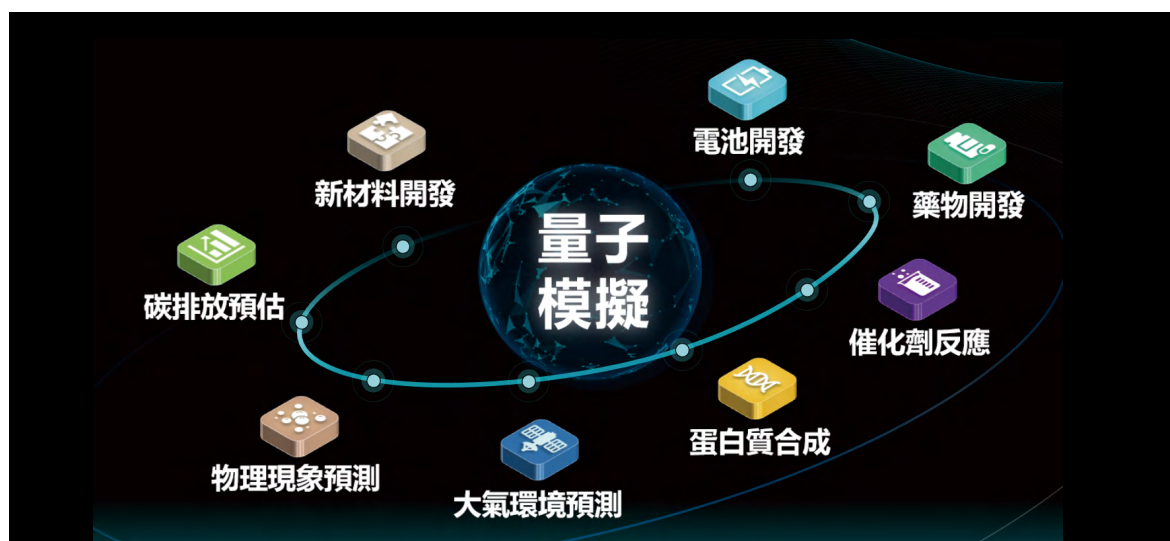 量子
模擬
電池開發
藥物開發
催化劑反應
蛋白質合成
大氣環境預測
物理現象預測
碳排放預估
新材料開發